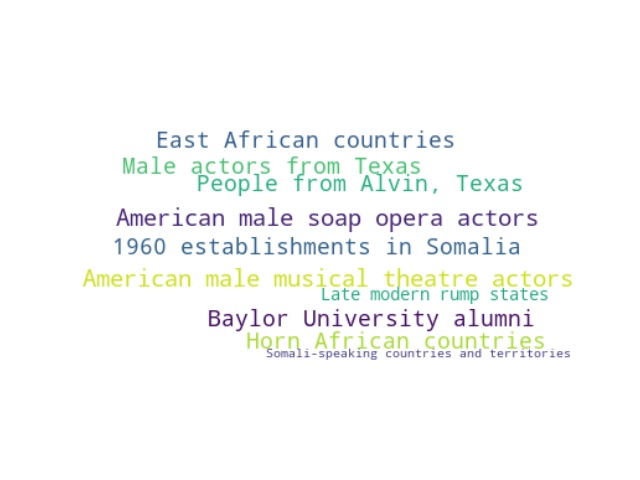 East African countries
Male actors from Texas
People from Alvin, Texas
American male soap opera actors
1960 establishments in Somalia
American male musical theatre actors
Late modern rump states
Baylor University alumni
Horn African countries
Somali-speaking countries and territories